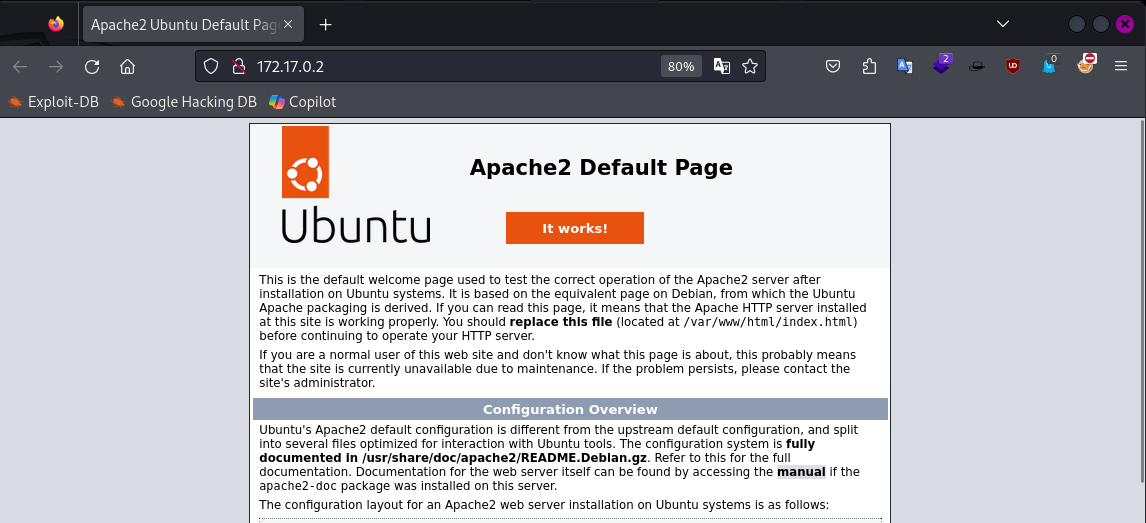 Apache2 Ubuntu Default Pag
172.17.0.2
80%
2
0
Exploit-DB
Google Hacking DB
Copilot
Ubuntu
Apache2 Default Page
It works!
This is the default welcome page used to test the correct operation of the Apache2 server after
installation on Ubuntu systems. It is based on the equivalent page on Debian, from which the Ubuntu
Apache packaging is derived. If you can read this page, it means that the Apache HTTP server installed
at this site is working properly. You should replace this file (located at /var/www/html/index.html)
before continuing to operate your HTTP server.
If you are a normal user of this web site and don't know what this page is about, this probably means
that the site is currently unavailable due to maintenance. If the problem persists, please contact the
site's administrator.
Configuration Overview
Ubuntu's Apache2 default configuration is different from the upstream default configuration, and split
into several files optimized for interaction with Ubuntu tools. The configuration system is fully
documented in /usr/share/doc/apache2/README.Debian.gz. Refer to this for the full
documentation. Documentation for the web server itself can be found by accessing the manual if the
apache2-doc package was installed on this server.
The configuration layout for an Apache2 web server installation on Ubuntu systems is as follows: